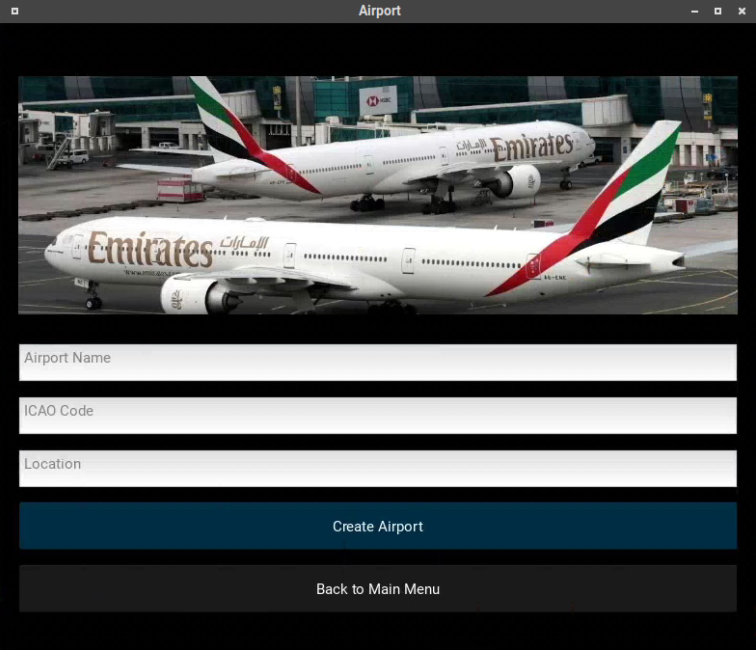 Airport
HSBC
Emirates الإمارات
Emirates الإمارات
Airport Name
ICAO Code
Location
Create Airport
Back to Main Menu